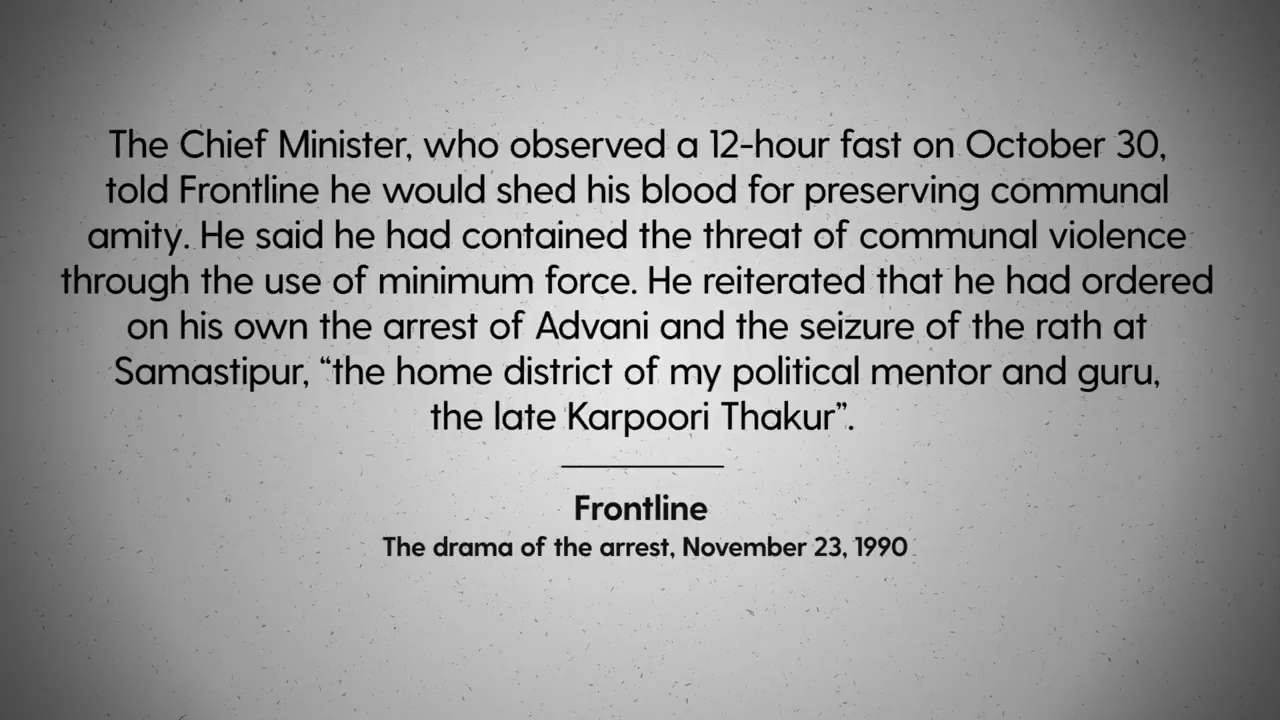 The Chief Minister, who observed a 12-hour fast on October 30,
told Frontline he would shed his blood for preserving communal
amity. He said he had contained the threat of communal violence
through the use of minimum force. He reiterated that he had ordered
on his own the arrest of Advani and the seizure of the rath at
Samastipur, “the home district of my political mentor and guru,
the late Karpoori Thakur”.
Frontline
The drama of the arrest, November 23, 1990